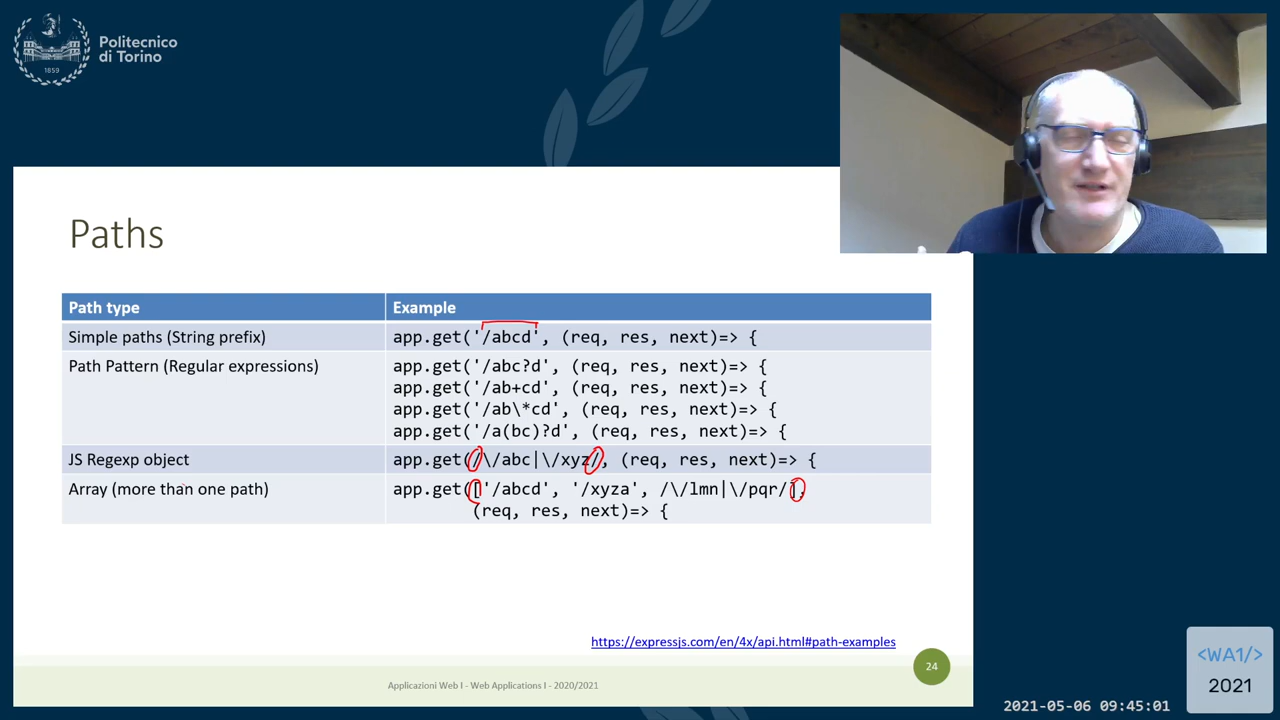 Politecnico
di Torino
1859
Paths
Path type
Example
Simple paths (String prefix)
app.get('/abcd', (req, res, next)=> {
Path Pattern (Regular expressions)
app.get('/abc?d', (req, res, next)=> {
app.get('/ab+cd', (req, res, next)=> {
app.get('/ab\*cd', (req, res, next)=> {
app.get('/a(bc)?d', (req, res, next)=> {
JS Regexp object
app.get(/\/abc|\/xyz/, (req, res, next)=> {
Array (more than one path)
app.get(['/abcd', '/xyza', /\/lmn|\/pqr/],
(req, res, next)=> {
https://expressjs.com/en/4x/api.html#path-examples
24
Applicazioni Web I - Web Applications I - 2020/2021
<WA1/>
2021
2021-05-06 09:45:01